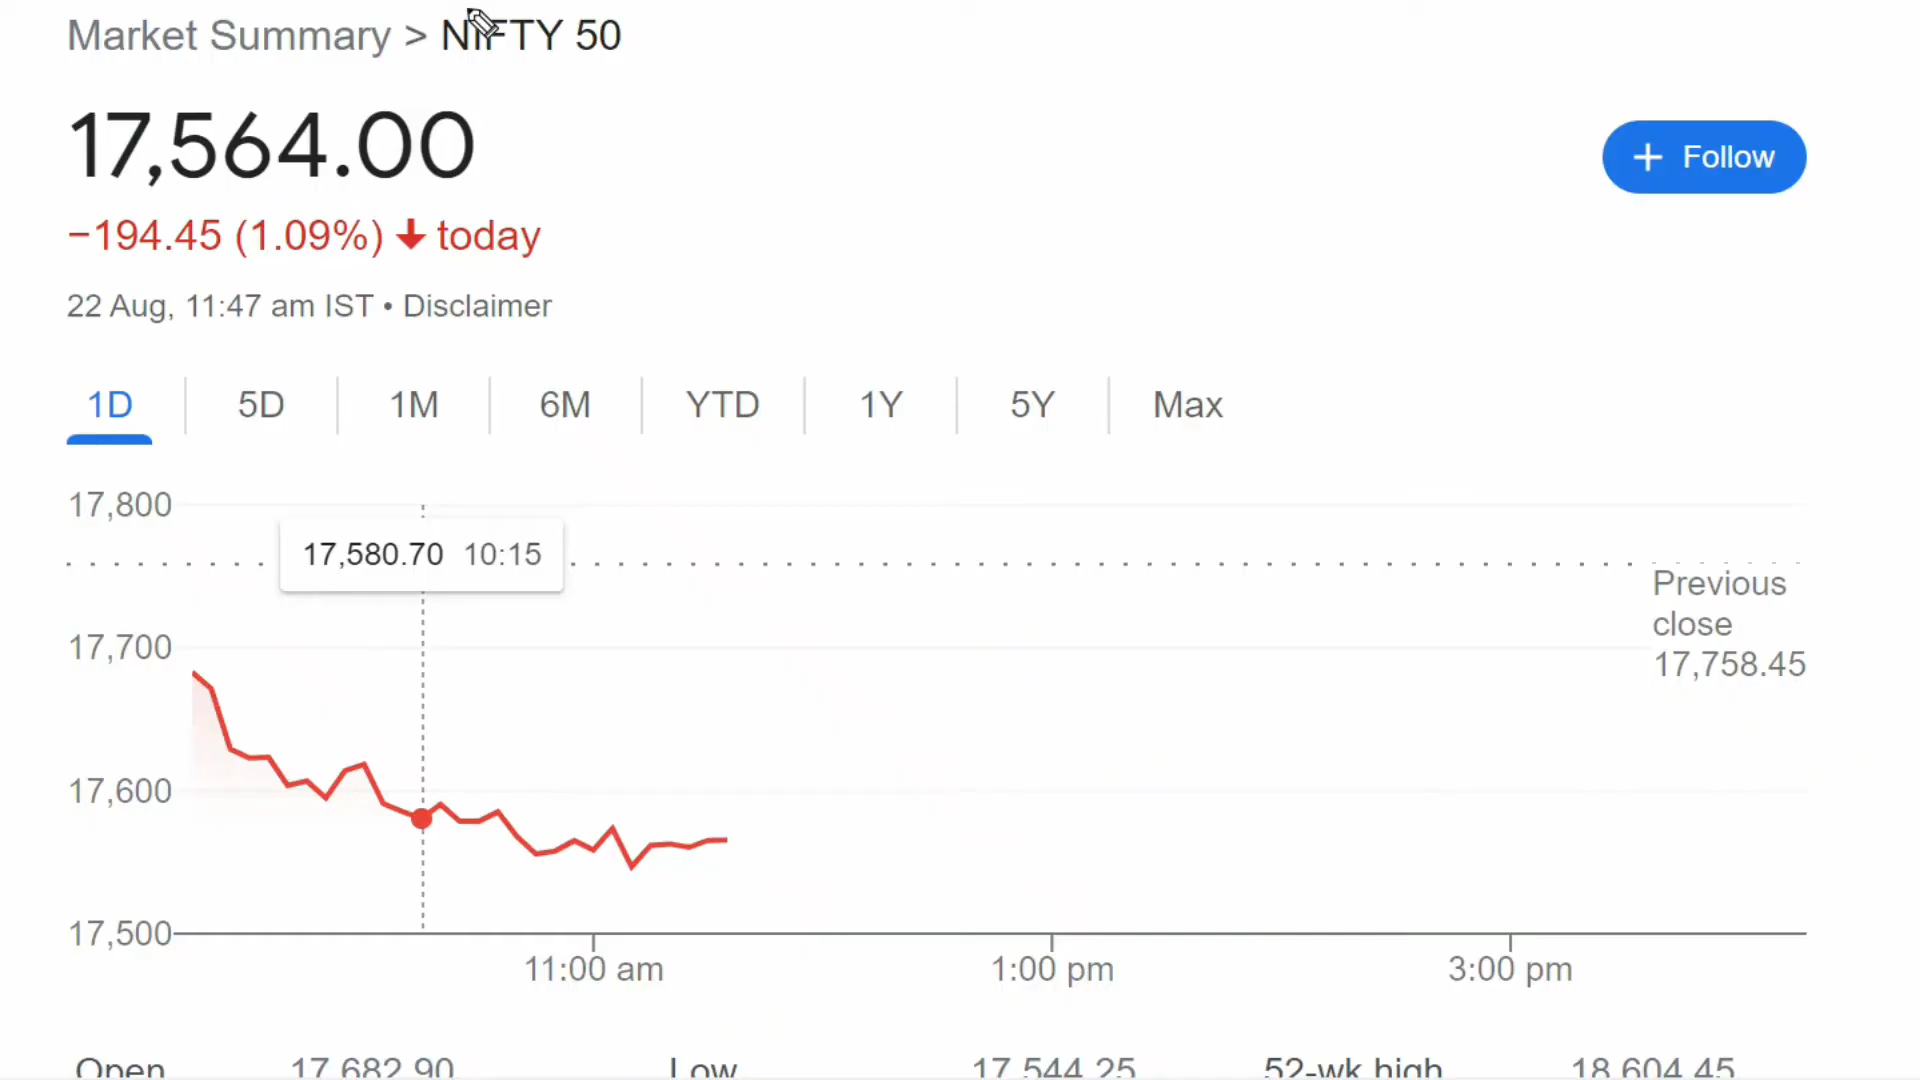 Market Summary > NIFTY 50
17,564.00
+ Follow
−194.45 (1.09%) ↓ today
22 Aug, 11:47 am IST • Disclaimer
1D 5D 1M 6M YTD 1Y 5Y Max
17,800
17,580.70 10:15
Previous
close
17,758.45
17,700
17,600
17,500
11:00 am 1:00 pm 3:00 pm
Open 17,682.90 Low 17,544.25 52-wk high 18,604.45